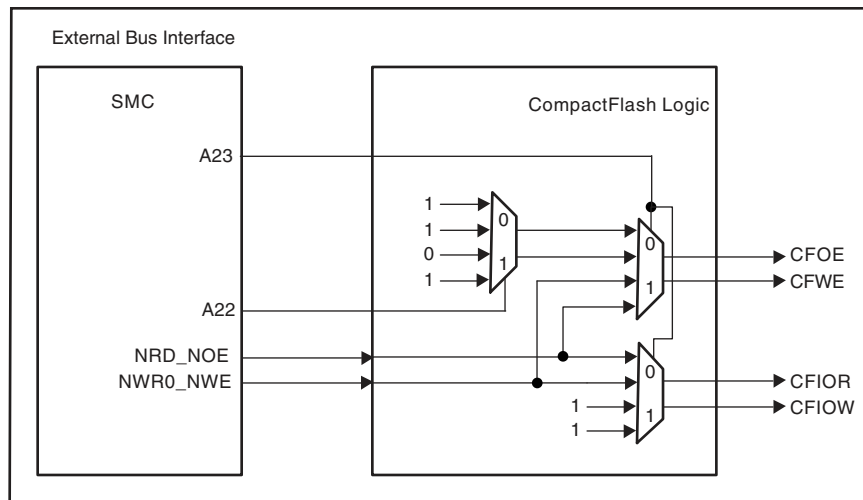 External Bus Interface
SMC
CompactFlash Logic
A23
1
1
0
1
0
1
0
1
CFOE
CFWE
A22
NRD_NOE
NWR0_NWE
1
1
0
1
CFIOR
CFIOW